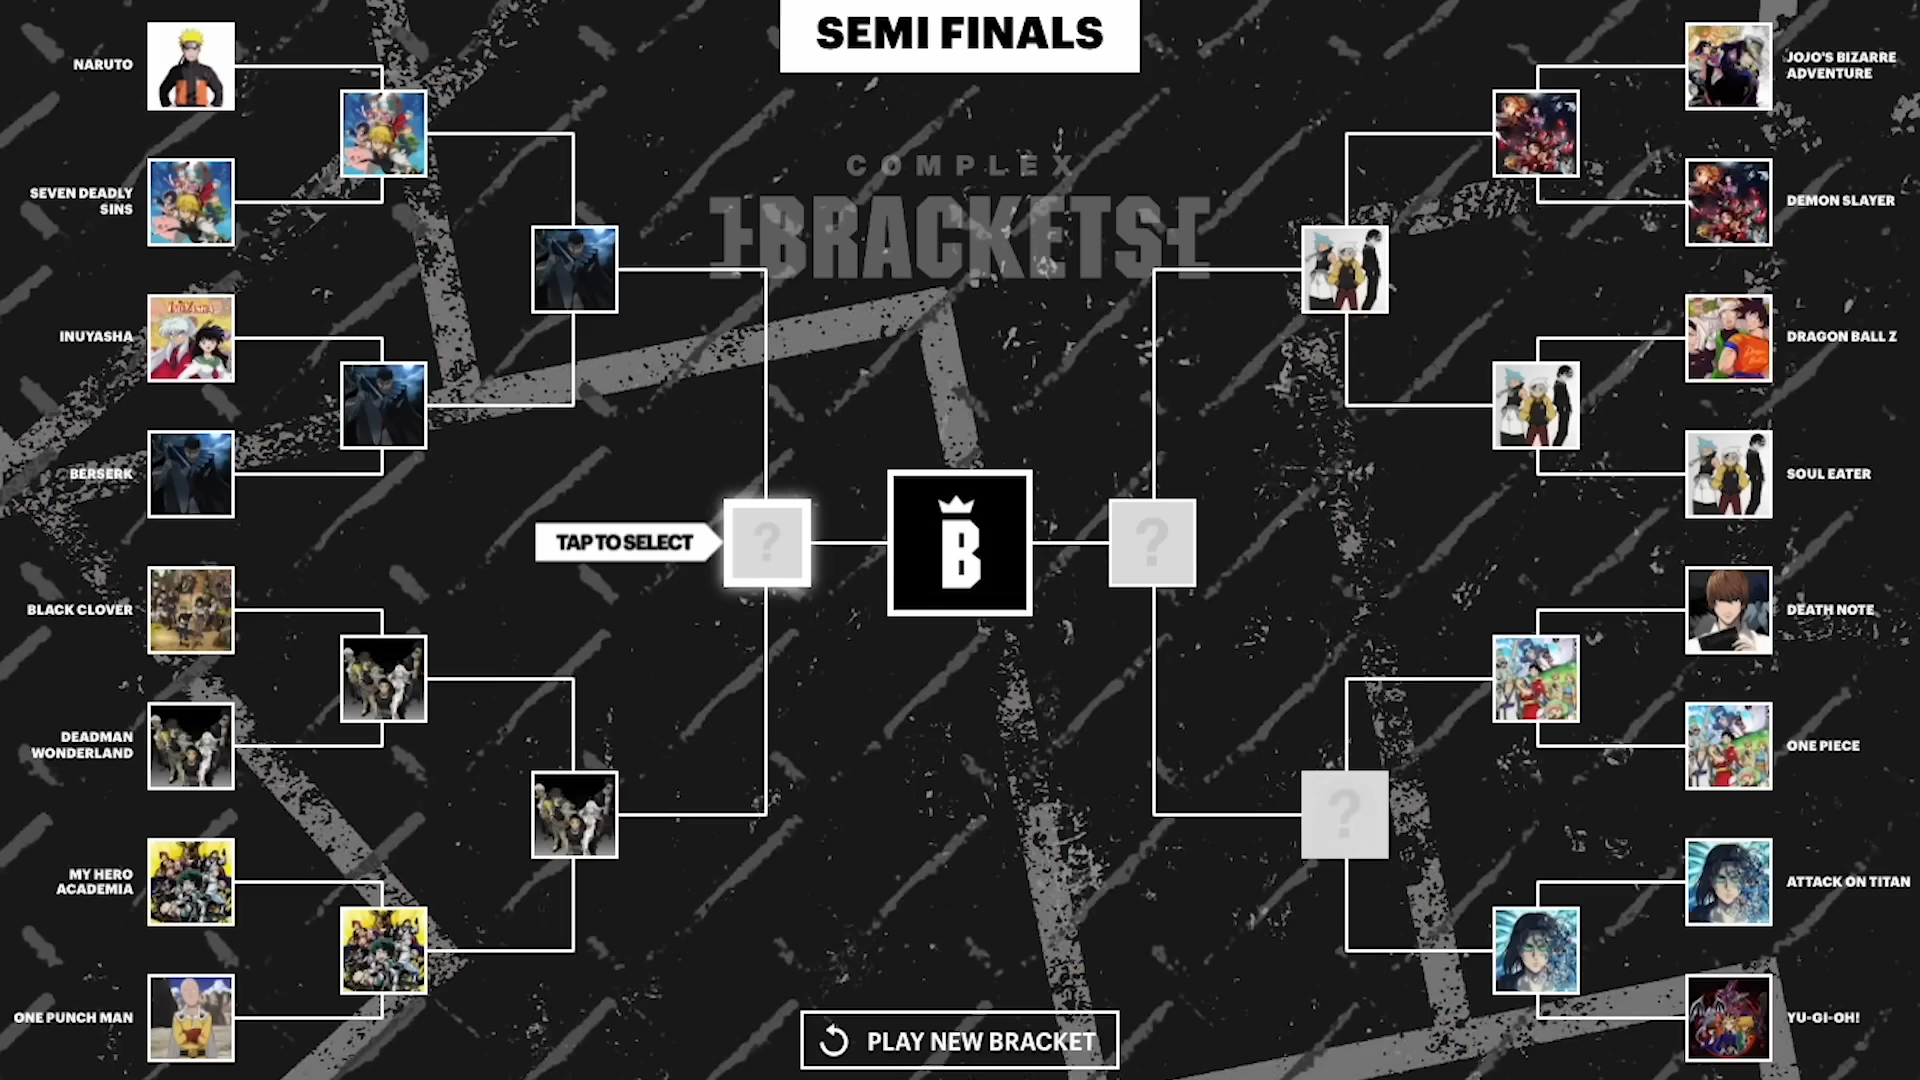 SEMI FINALS
COMPLEX
BRACKETS
NARUTO
SEVEN DEADLY
SINS
INUYASHA
BERSERK
BLACK CLOVER
DEADMAN
WONDERLAND
MY HERO
ACADEMIA
ONE PUNCH MAN
TAP TO SELECT
?
B
?
?
JOJO'S BIZARRE
ADVENTURE
DEMON SLAYER
DRAGON BALL Z
SOUL EATER
DEATH NOTE
ONE PIECE
ATTACK ON TITAN
YU-GI-OH!
PLAY NEW BRACKET